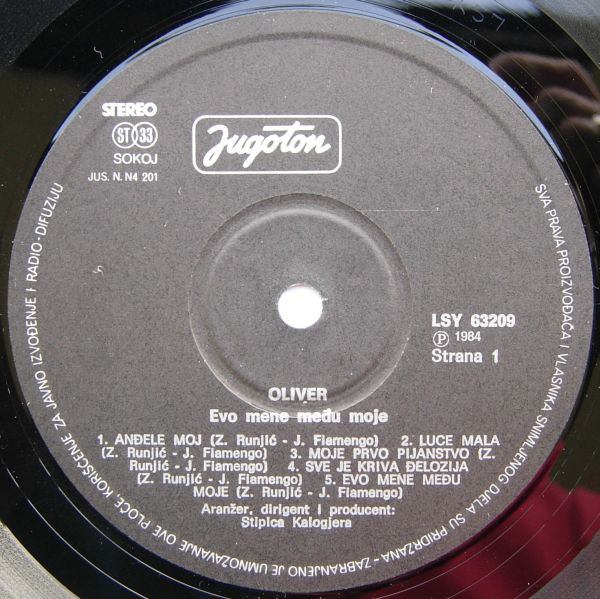 STEREO
ST 33
SOKOJ
JUS. N. N4 201
Jugoton
LSY 63209
Ⓟ 1984
Strana 1
OLIVER
Evo mene među moje
1. ANĐELE MOJ (Z. Runjić - J. Fiamengo) 2. LUCE MALA
(Z. Runjić - J. Fiamengo) 3. MOJE PRVO PIJANSTVO (Z.
Runjić - J. Fiamengo) 4. SVE JE KRIVA ĐELOZIJA
(Z. Runjić - J. Fiamengo) 5. EVO MENE MEĐU
MOJE (Z. Runjić - J. Fiamengo)
Aranžer, dirigent i producent:
Stipica Kalogjera
SVA PRAVA PROIZVOĐAČA I VLASNIKA SNIMLJENOG DJELA SU PRIDRŽANA - ZABRANJENO JE UMNOŽAVANJE OVE PLOČE, KORIŠĆENJE ZA JAVNO IZVOĐENJE I RADIO-DIFUZIJU